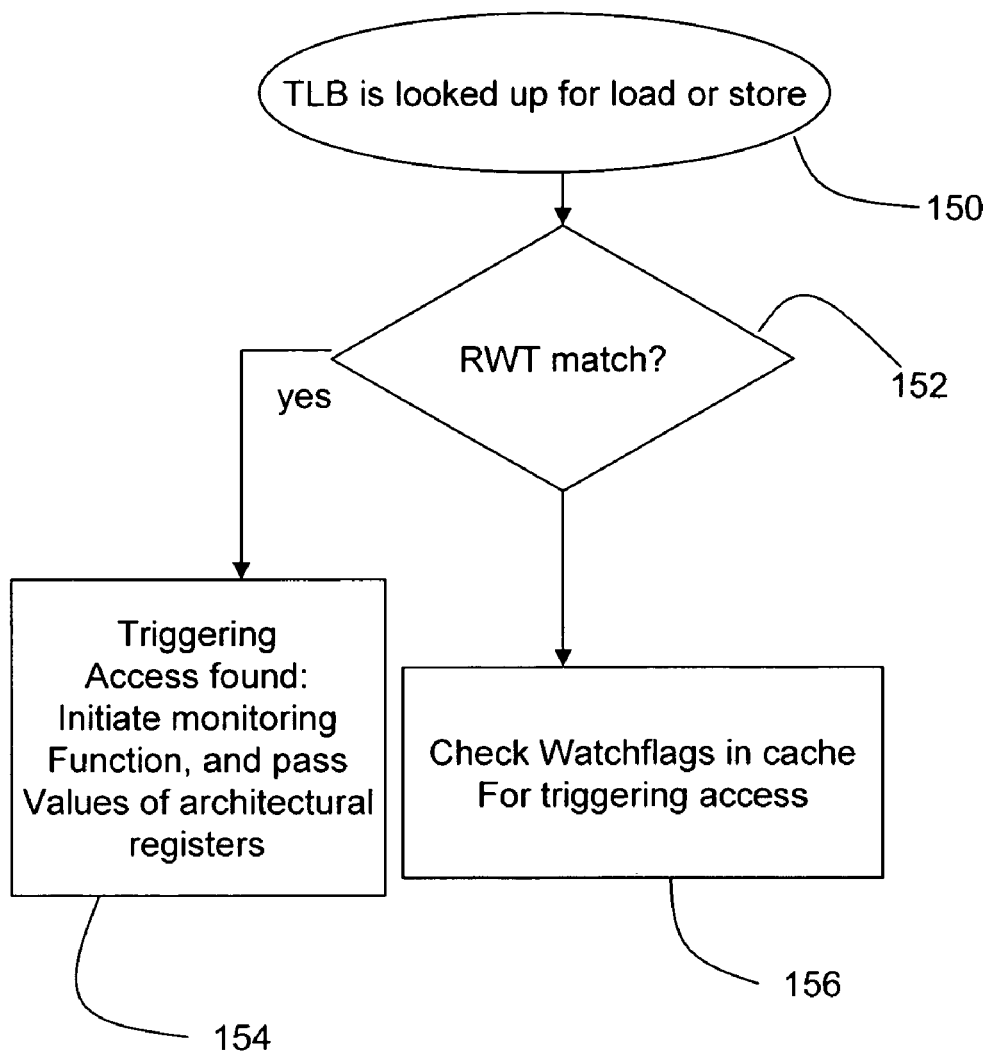 TLB is looked up for load or store
150
RWT match?
152
yes
Triggering
Access found:
Initiate monitoring
Function, and pass
Values of architectural
registers
Check Watchflags in cache
For triggering access
156
154